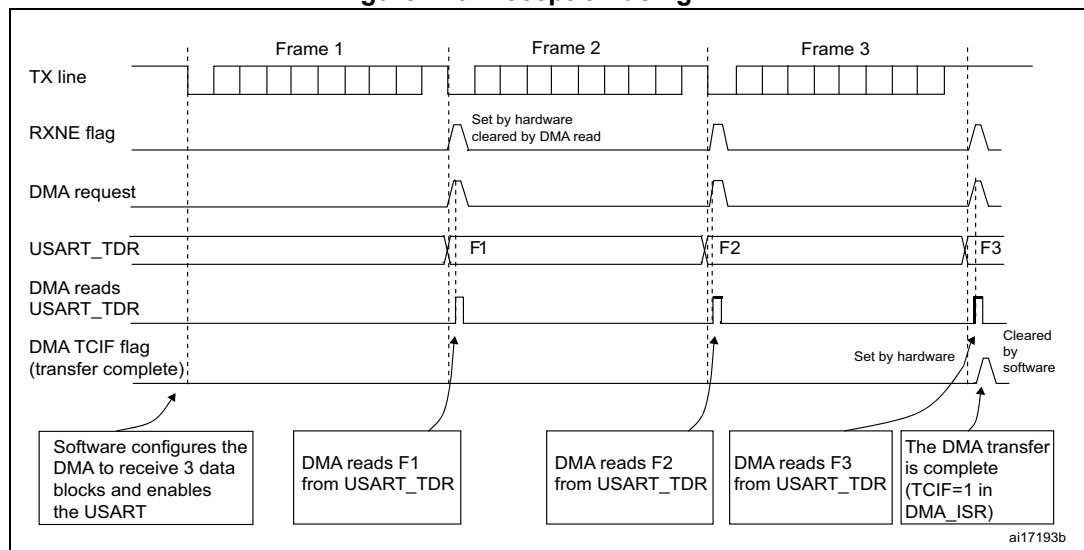 Frame 1
Frame 2
Frame 3
TX line
RXNE flag
Set by hardware
cleared by DMA read
DMA request
USART_TDR
F1
F2
F3
DMA reads
USART_TDR
DMA TCIF flag
(transfer complete)
Set by hardware
Cleared
by
software
Software configures the
DMA to receive 3 data
blocks and enables
the USART
DMA reads F1
from USART_TDR
DMA reads F2
from USART_TDR
DMA reads F3
from USART_TDR
The DMA transfer
is complete
(TCIF=1 in
DMA_ISR)
ai17193b